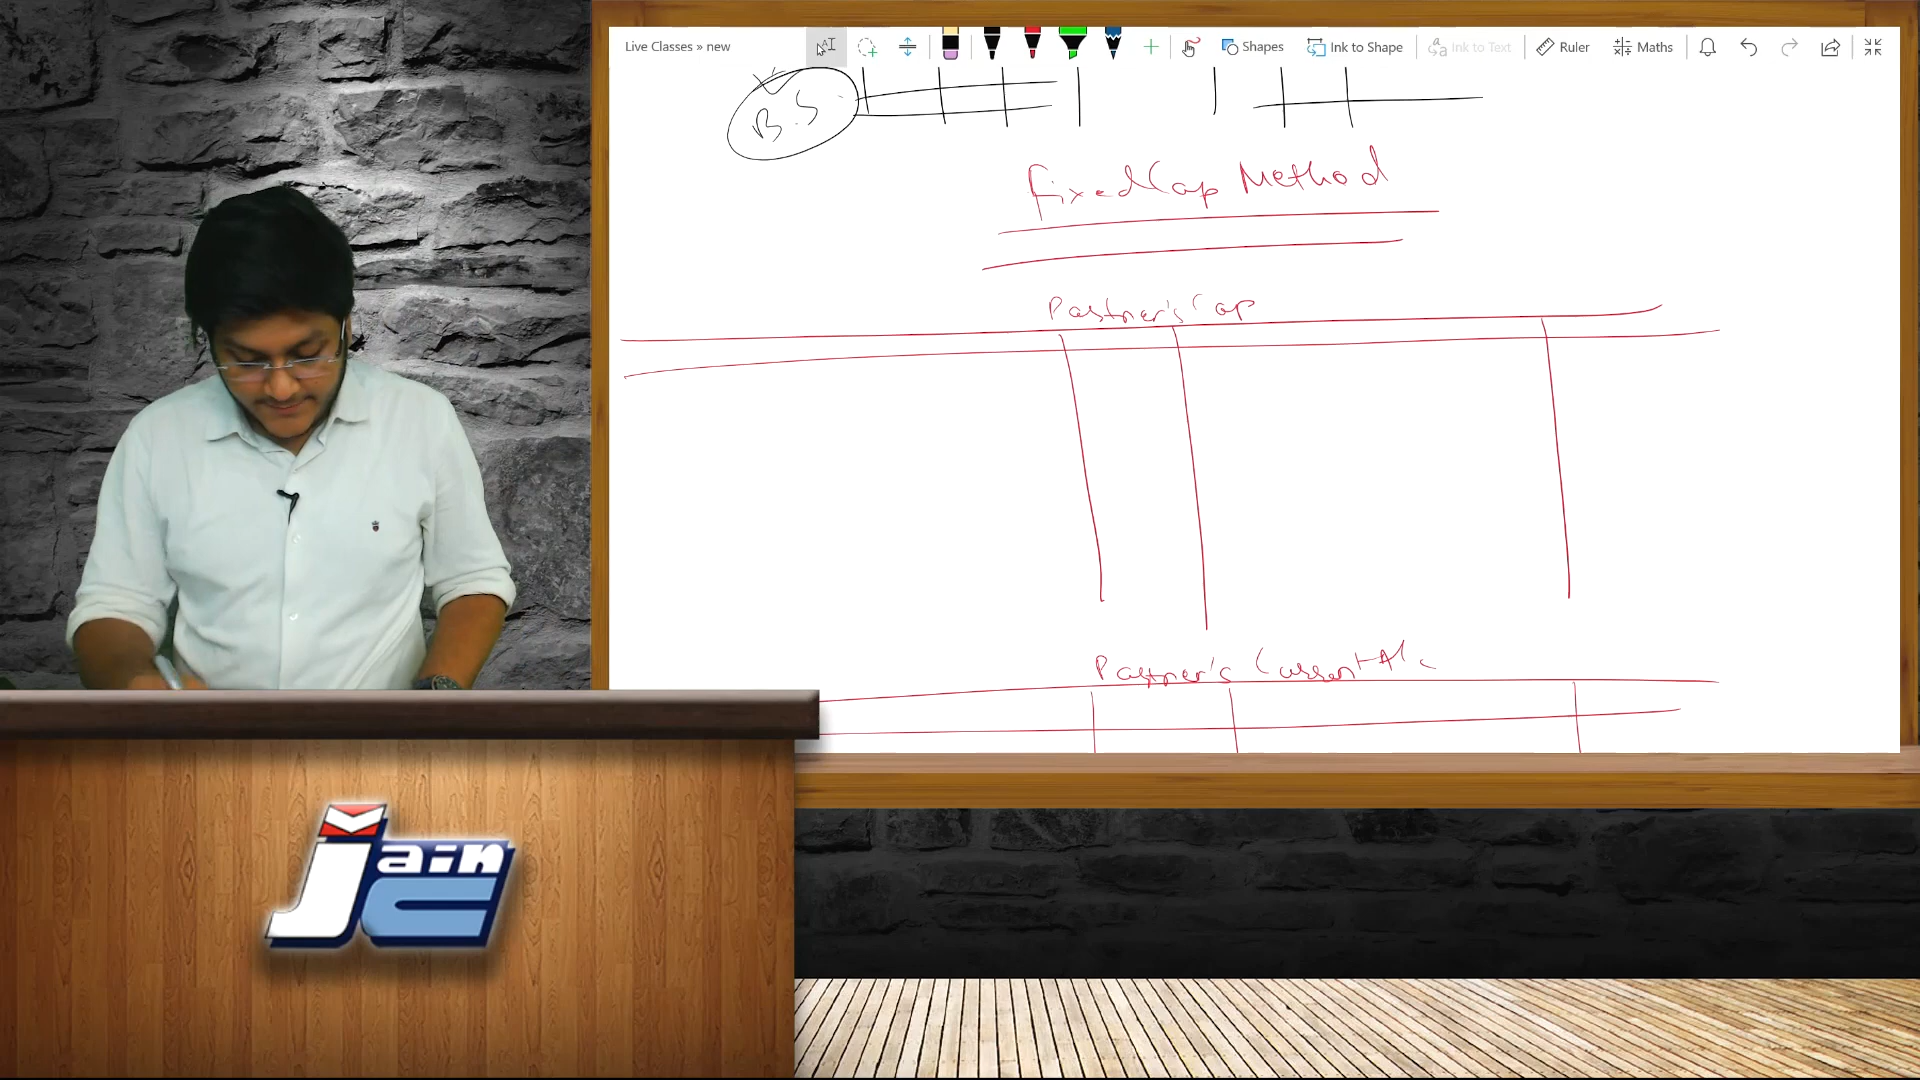 Live Classes » new
Shapes
Ink to Shape
Ink to Text
Ruler
Maths
B.S
Fixed Cap Method
Partner's Cap
Partner's Current A/c
Jain